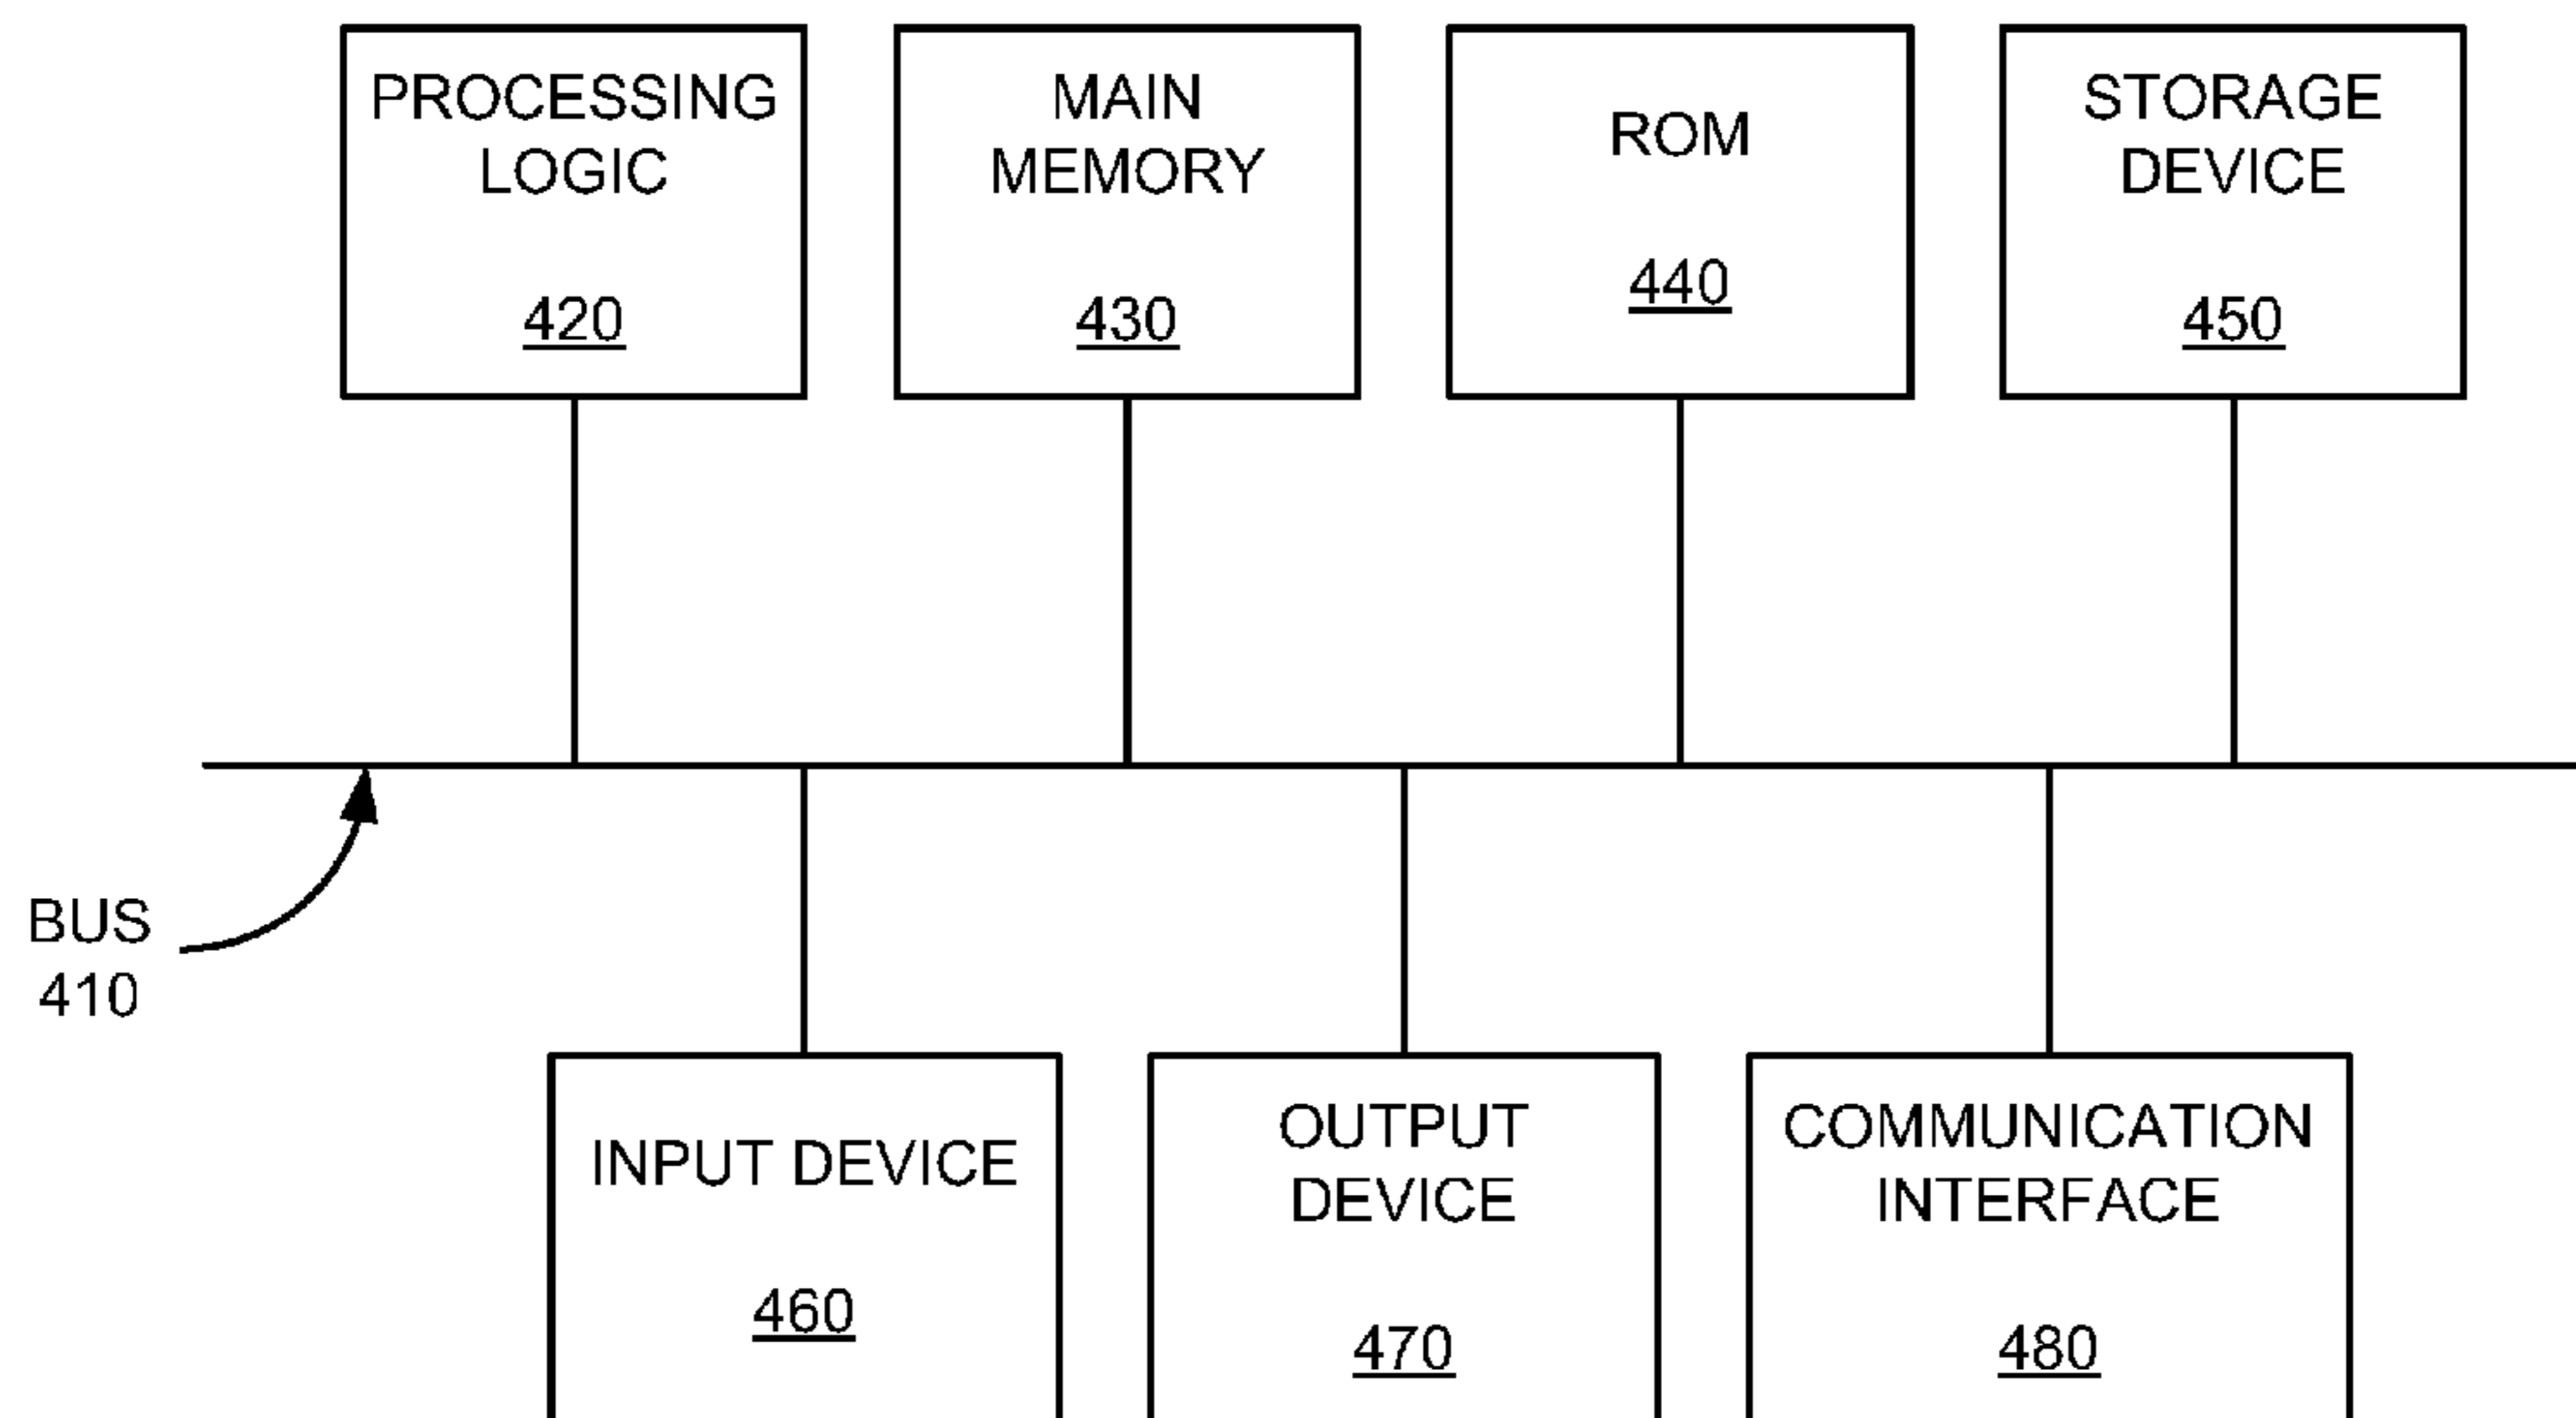 PROCESSING
LOGIC
420
MAIN
MEMORY
430
ROM
440
STORAGE
DEVICE
450
BUS
410
INPUT DEVICE
460
OUTPUT
DEVICE
470
COMMUNICATION
INTERFACE
480